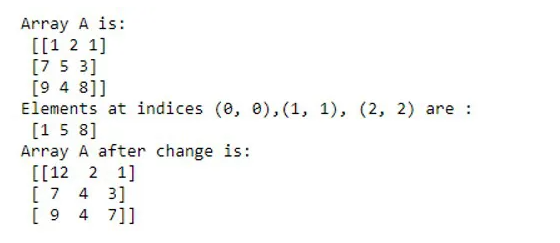 Array A is:
[[1 2 1]
[7 5 3]
[9 4 8]]
Elements at indices (0, 0),(1, 1), (2, 2) are :
[1 5 8]
Array A after change is:
[[12  2  1]
[ 7  4  3]
[ 9  4  7]]